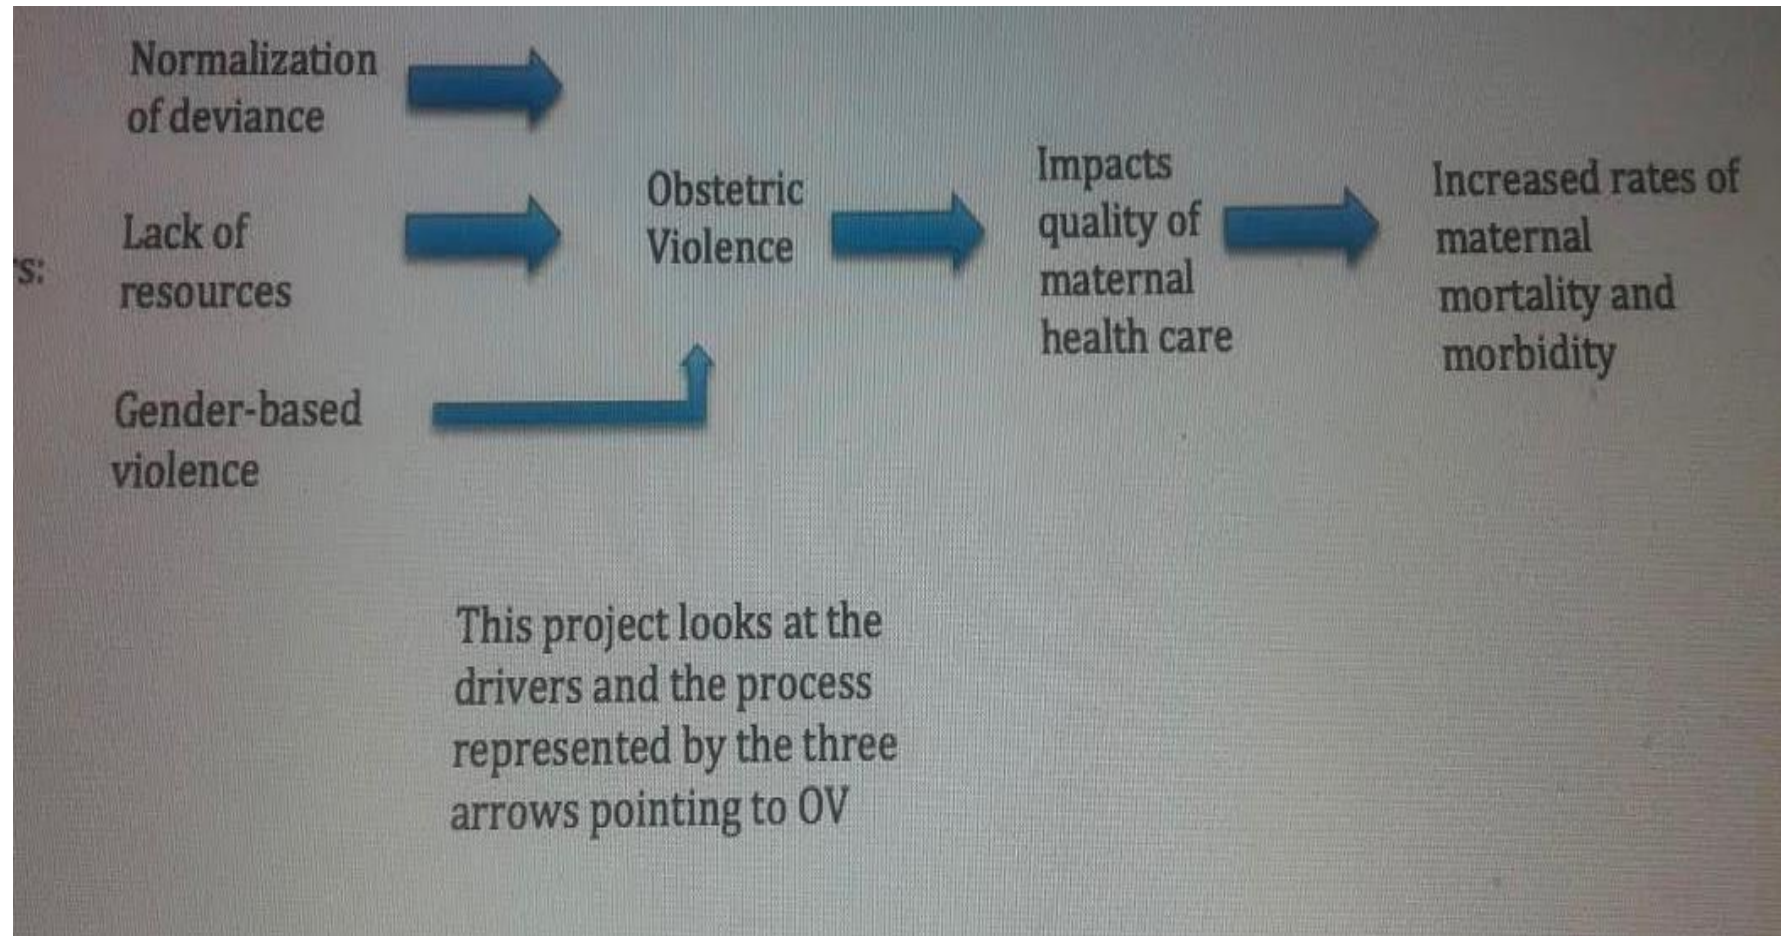 Normalization
of deviance
Lack of
resources
's:
Gender-based
violence
Obstetric
Violence
Impacts
quality of
maternal
health care
Increased rates of
maternal
mortality and
morbidity
This project looks at the
drivers and the process
represented by the three
arrows pointing to OV